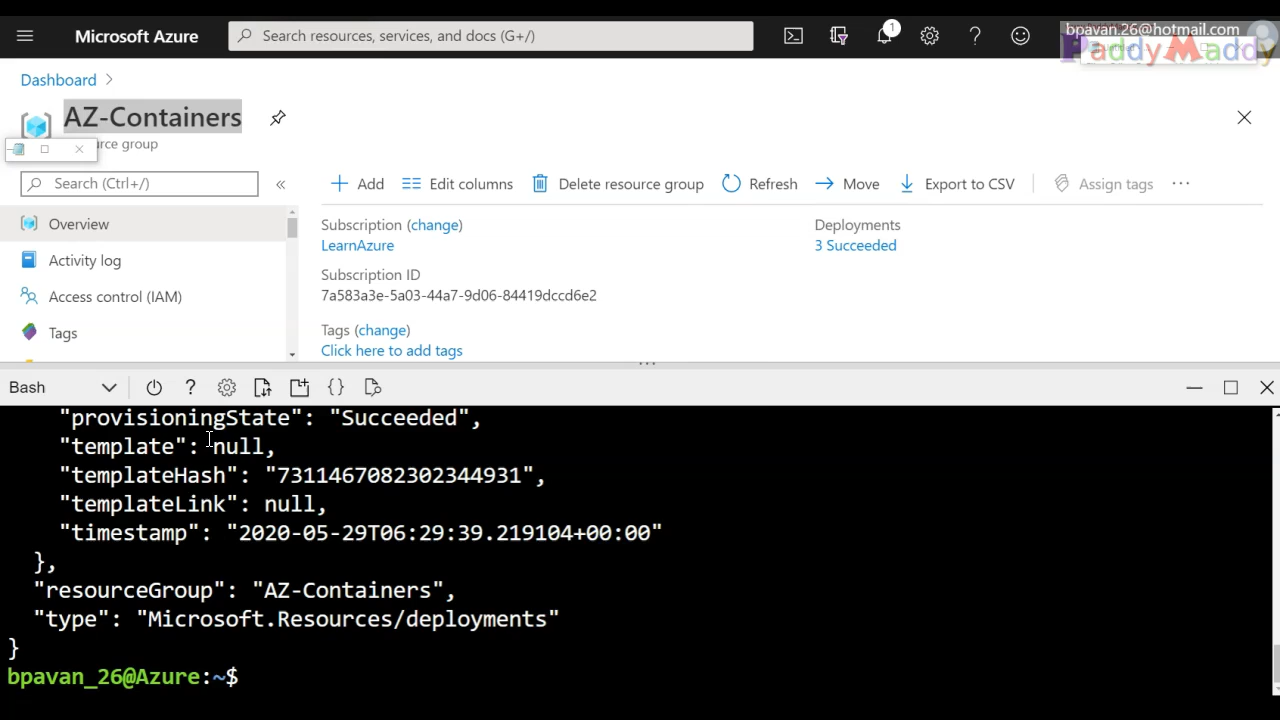 Microsoft Azure
Search resources, services, and docs (G+/)
1
bpavan.26@hotmail.com
PaddyMaddy
Dashboard
AZ-Containers
urce group
Search (Ctrl+/)
«
Add
Edit columns
Delete resource group
Refresh
Move
Export to CSV
Assign tags
...
Overview
Activity log
Access control (IAM)
Tags
Subscription (change)
LearnAzure
Subscription ID
7a583a3e-5a03-44a7-9d06-84419dccd6e2
Tags (change)
Click here to add tags
Deployments
3 Succeeded
Bash
"provisioningState": "Succeeded",
"template": null,
"templateHash": "7311467082302344931",
"templateLink": null,
"timestamp": "2020-05-29T06:29:39.219104+00:00"
},
"resourceGroup": "AZ-Containers",
"type": "Microsoft.Resources/deployments"
}
bpavan_26@Azure:~$